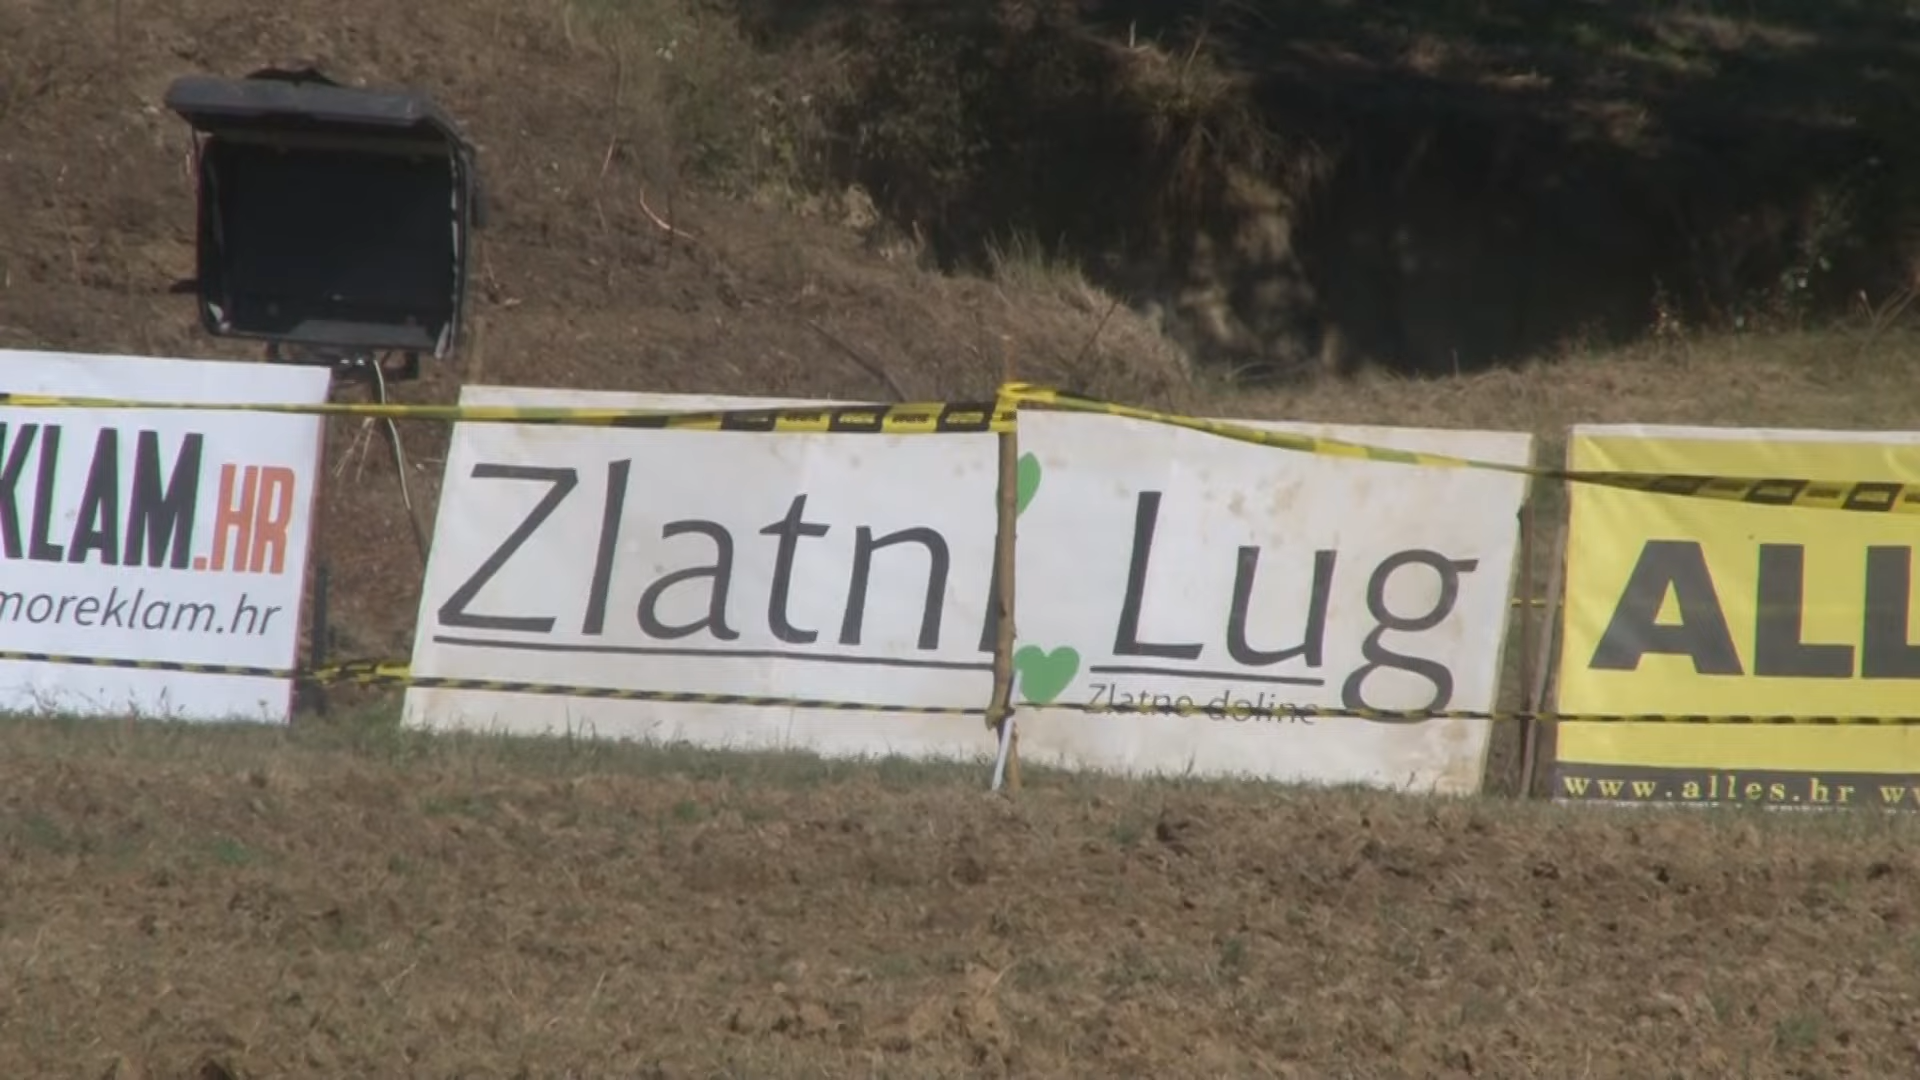 KLAM.HR
moreklam.hr
Zlatni Lug
Zlatne doline
ALL
www.alles.hr